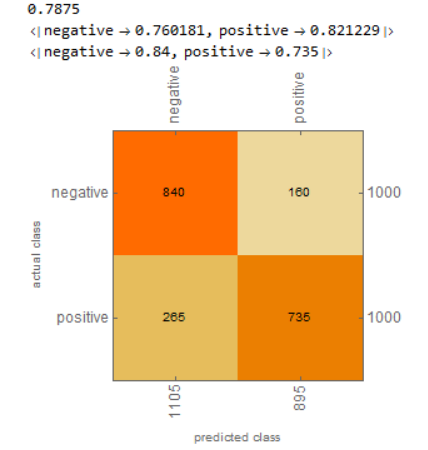 0.7875
<|negative → 0.760181, positive → 0.821229|>
<|negative → 0.84, positive → 0.735|>
negative
positive
negative
840
160
1000
actual class
positive
265
735
1000
1105
895
predicted class